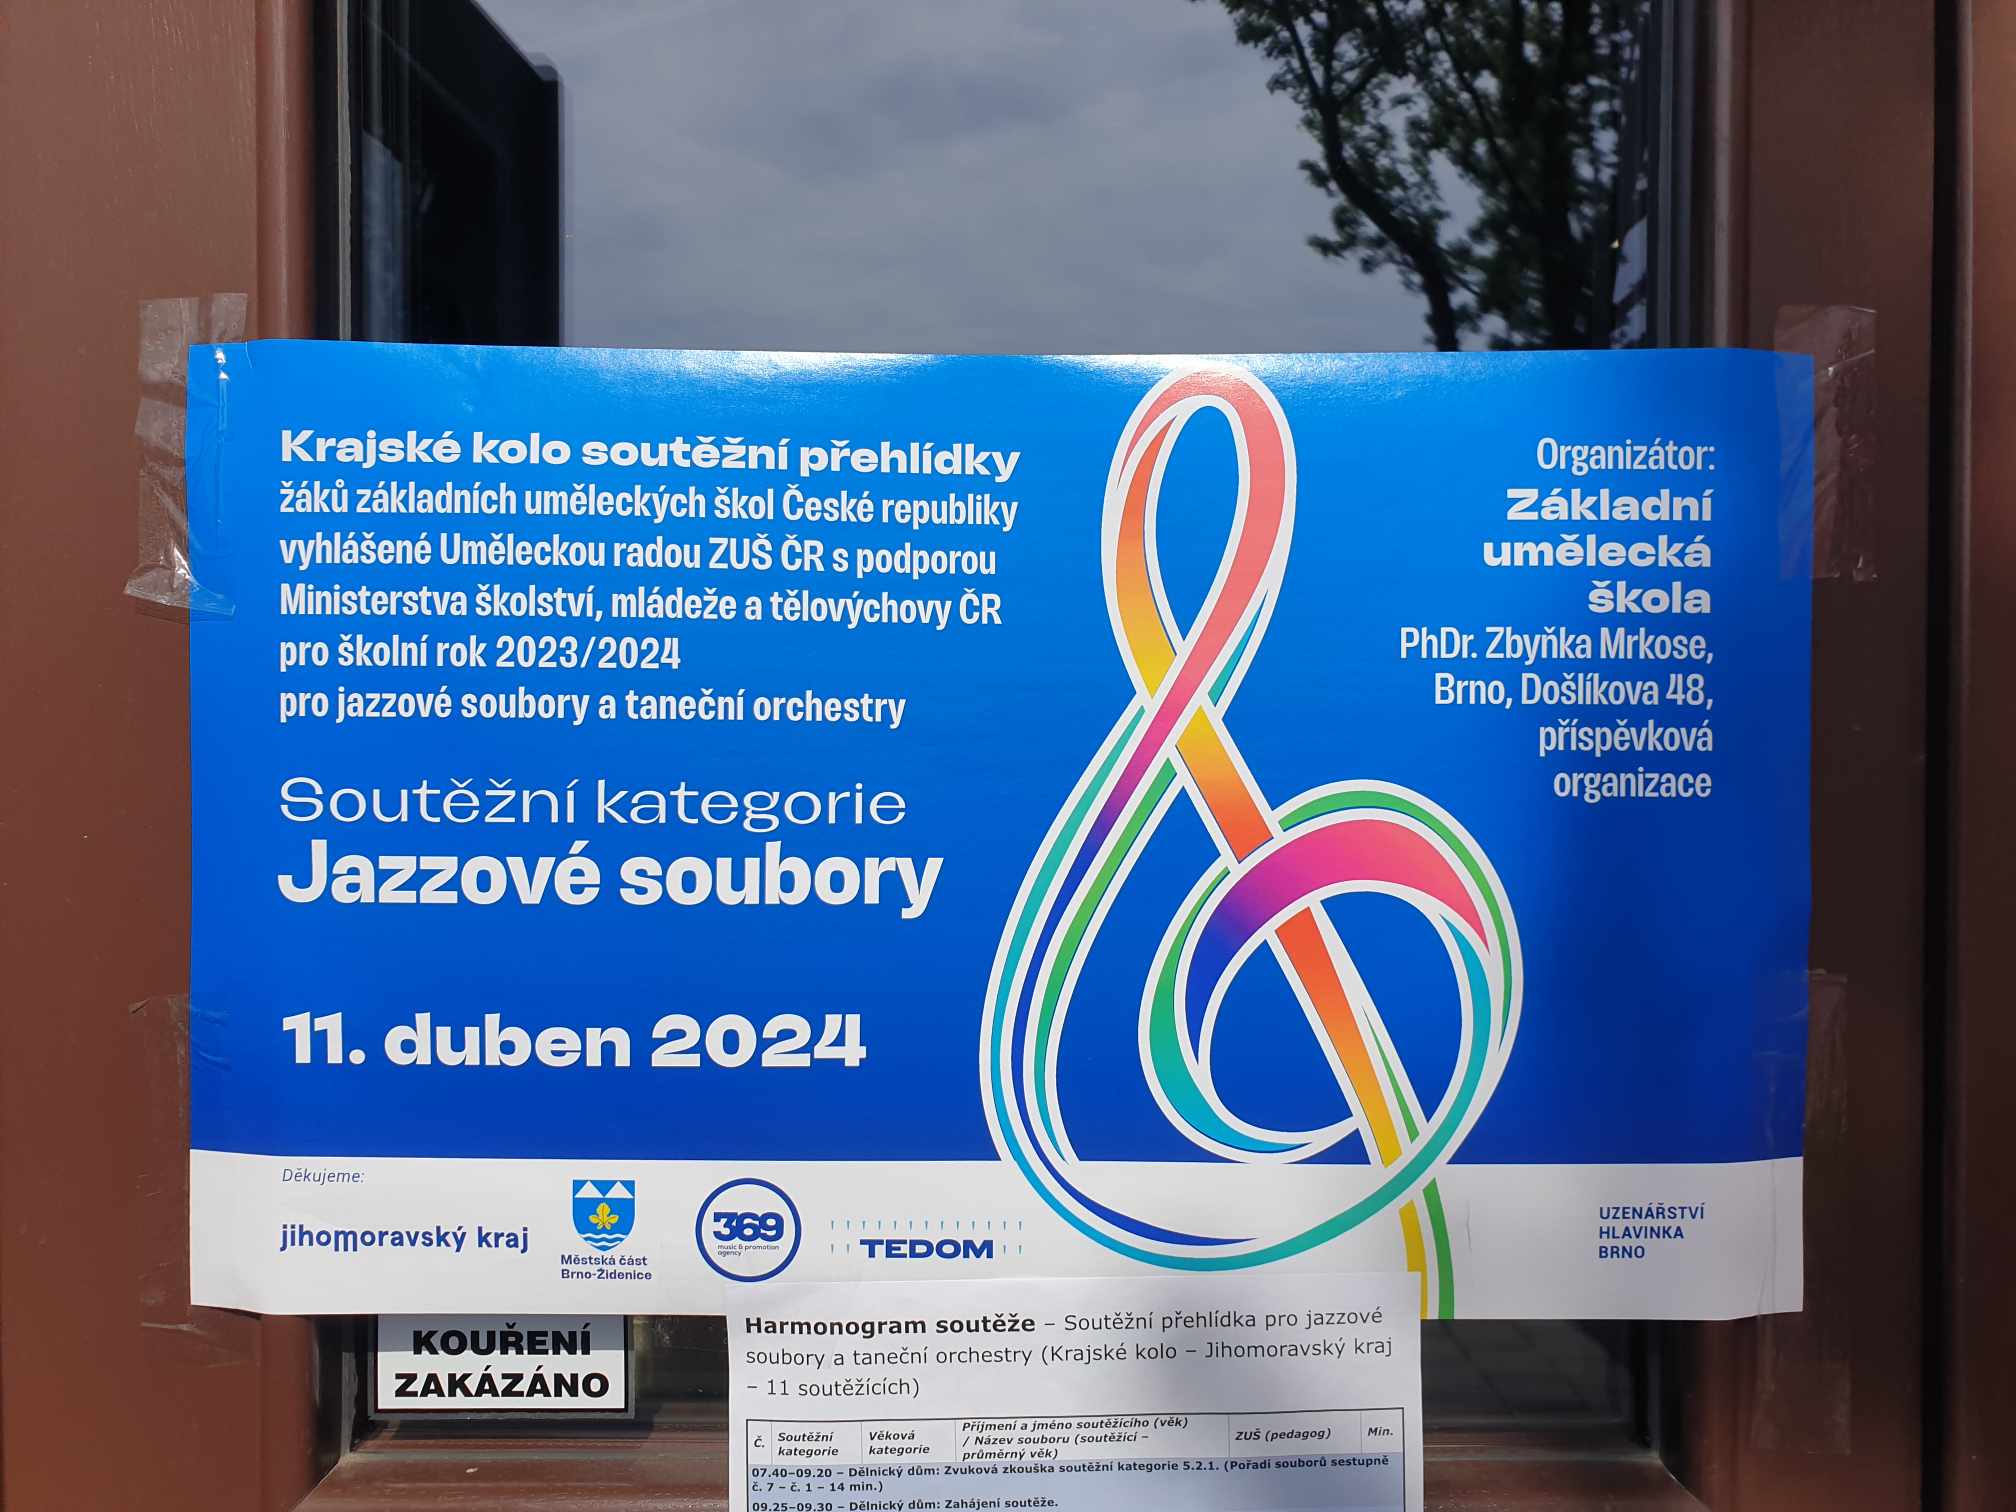 Krajské kolo soutěžní přehlídky
žáků základních uměleckých škol České republiky
vyhlášené Uměleckou radou ZUŠ ČR s podporou
Ministerstva školství, mládeže a tělovýchovy ČR
pro školní rok 2023/2024
pro jazzové soubory a taneční orchestry
Soutěžní kategorie
Jazzové soubory
11. duben 2024
Organizátor:
Základní
umělecká
škola
PhDr. Zbyňka Mrkose,
Brno, Došlíkova 48,
příspěvková
organizace
Děkujeme:
jihomoravský kraj
Městská část
Brno-Židenice
369
music & promotion
agency
TEDOM
UZENÁŘSTVÍ
HLAVINKA
BRNO
KOUŘENÍ
ZAKÁZÁNO
Harmonogram soutěže – Soutěžní přehlídka pro jazzové
soubory a taneční orchestry (Krajské kolo – Jihomoravský kraj
– 11 soutěžících)
Č.
Soutěžní
kategorie
Věková
kategorie
Příjmení a jméno soutěžícího (věk)
/ Název souboru (soutěžící –
průměrný věk)
ZUŠ (pedagog)
Min.
07.40–09.20 – Dělnický dům: Zvuková zkouška soutěžní kategorie 5.2.1. (Pořadí souborů sestupně
č. 7 – č. 1 – 14 min.)
09.25–09.30 – Dělnický dům: Zahájení soutěže.